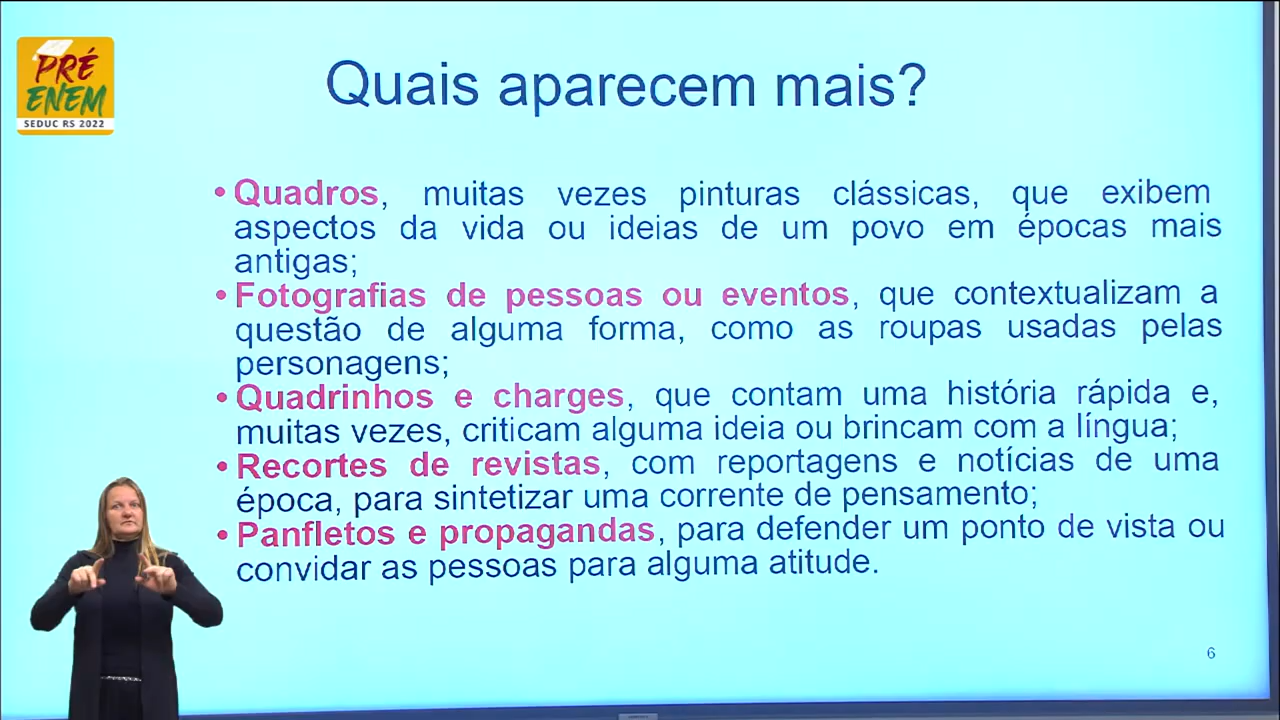 PRÉ
ENEM
SEDUC RS 2022
Quais aparecem mais?
• Quadros, muitas vezes pinturas clássicas, que exibem
aspectos da vida ou ideias de um povo em épocas mais
antigas;
• Fotografias de pessoas ou eventos, que contextualizam a
questão de alguma forma, como as roupas usadas pelas
personagens;
• Quadrinhos e charges, que contam uma história rápida e,
muitas vezes, criticam alguma ideia ou brincam com a língua;
• Recortes de revistas, com reportagens e notícias de uma
época, para sintetizar uma corrente de pensamento;
• Panfletos e propagandas, para defender um ponto de vista ou
convidar as pessoas para alguma atitude.
6